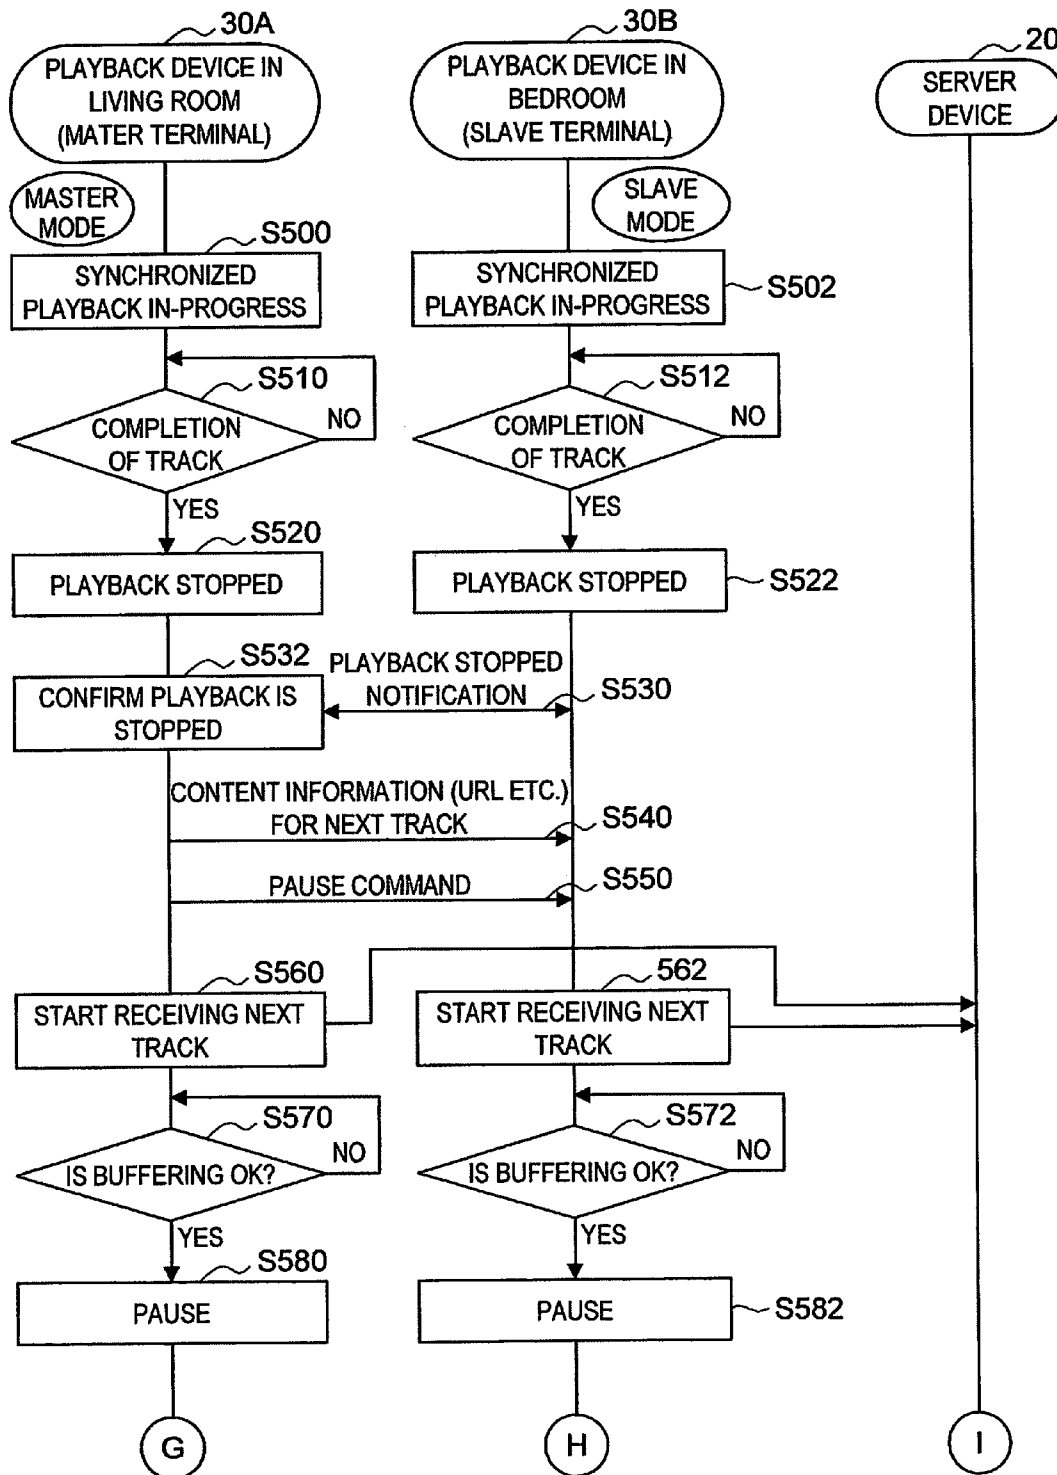 30A
PLAYBACK DEVICE IN
LIVING ROOM
(MATER TERMINAL)
30B
PLAYBACK DEVICE IN
BEDROOM
(SLAVE TERMINAL)
20
SERVER
DEVICE
MASTER
MODE
SLAVE
MODE
S500
SYNCHRONIZED
PLAYBACK IN-PROGRESS
SYNCHRONIZED
PLAYBACK IN-PROGRESS
S502
S510
COMPLETION
OF TRACK
NO
YES
S512
COMPLETION
OF TRACK
NO
YES
S520
PLAYBACK STOPPED
PLAYBACK STOPPED
S522
S532
CONFIRM PLAYBACK IS
STOPPED
PLAYBACK STOPPED
NOTIFICATION
S530
CONTENT INFORMATION (URL ETC.)
FOR NEXT TRACK
S540
PAUSE COMMAND
S550
S560
START RECEIVING NEXT
TRACK
562
START RECEIVING NEXT
TRACK
S570
IS BUFFERING OK?
NO
YES
S572
IS BUFFERING OK?
NO
YES
S580
PAUSE
PAUSE
S582
G
H
I